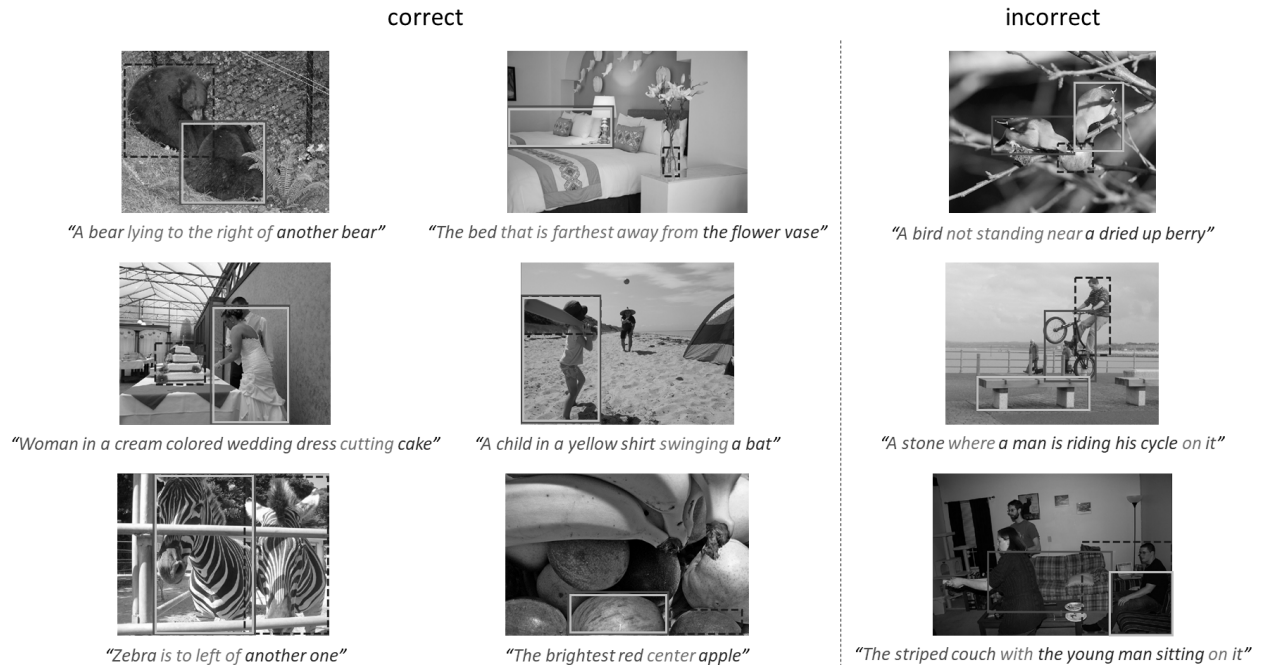 correct
incorrect
“A bear lying to the right of another bear”
“The bed that is farthest away from the flower vase”
“A bird not standing near a dried up berry”
“Woman in a cream colored wedding dress cutting cake”
“A child in a yellow shirt swinging a bat”
“A stone where a man is riding his cycle on it”
“Zebra is to left of another one”
“The brightest red center apple”
“The striped couch with the young man sitting on it”